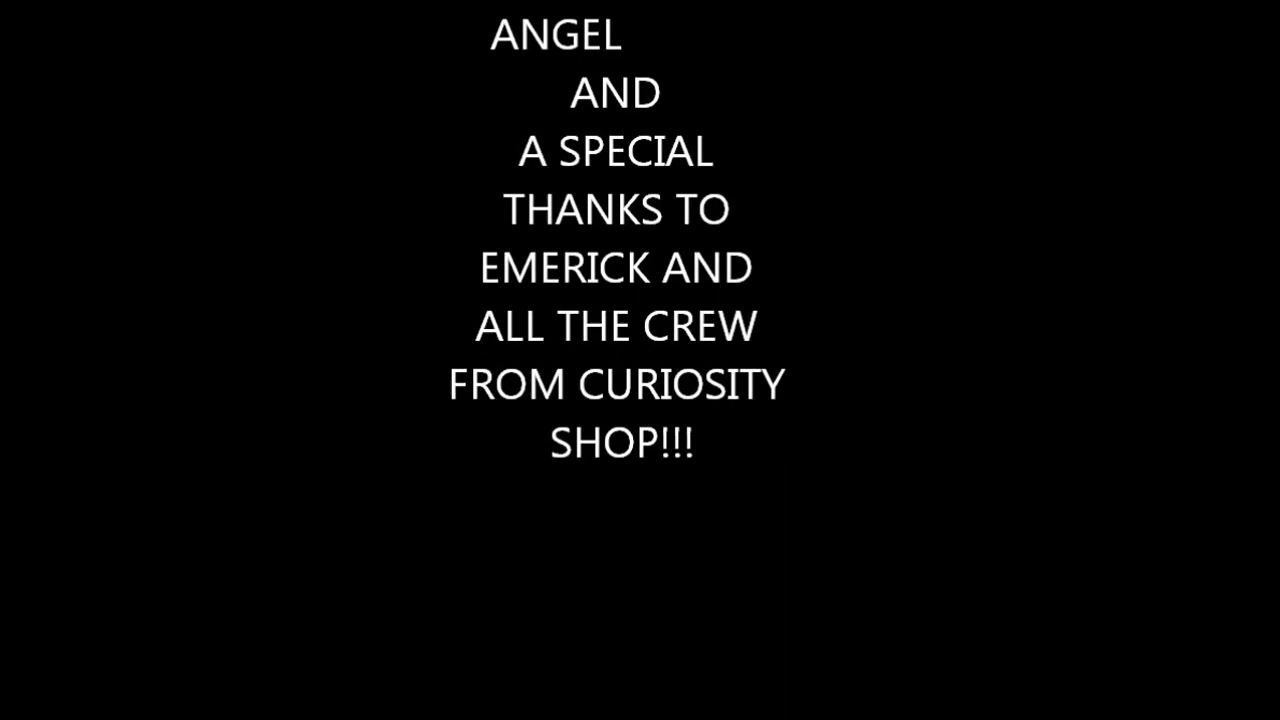 ANGEL
AND
A SPECIAL
THANKS TO
EMERICK AND
ALL THE CREW
FROM CURIOSITY
SHOP!!!